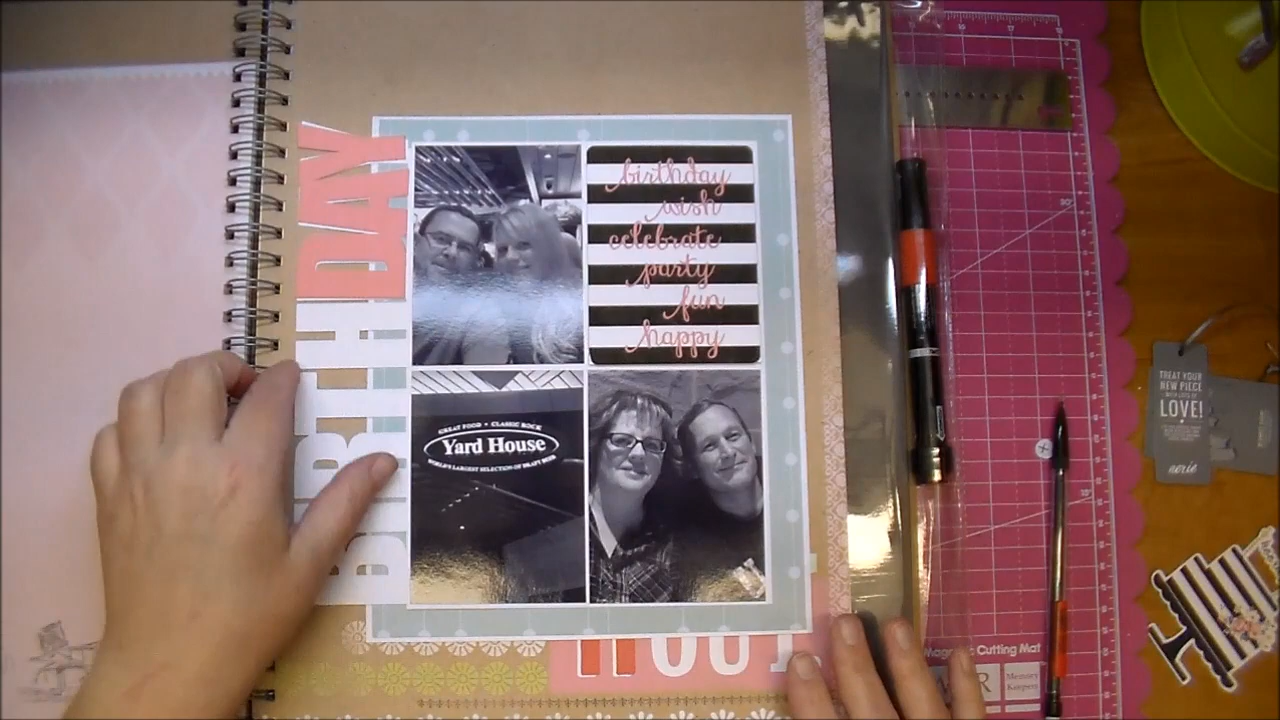 BIRTHDAY
birthday
wish
celebrate
party
fun
happy
GREAT FOOD • CLASSIC ROCK
Yard House
WORLD'S LARGEST SELECTION OF DRAFT BEER
TREAT YOUR
NEW PIECE
WITH LOTS OF
LOVE!
aerie
Cutting Mat
Memory
Keepers